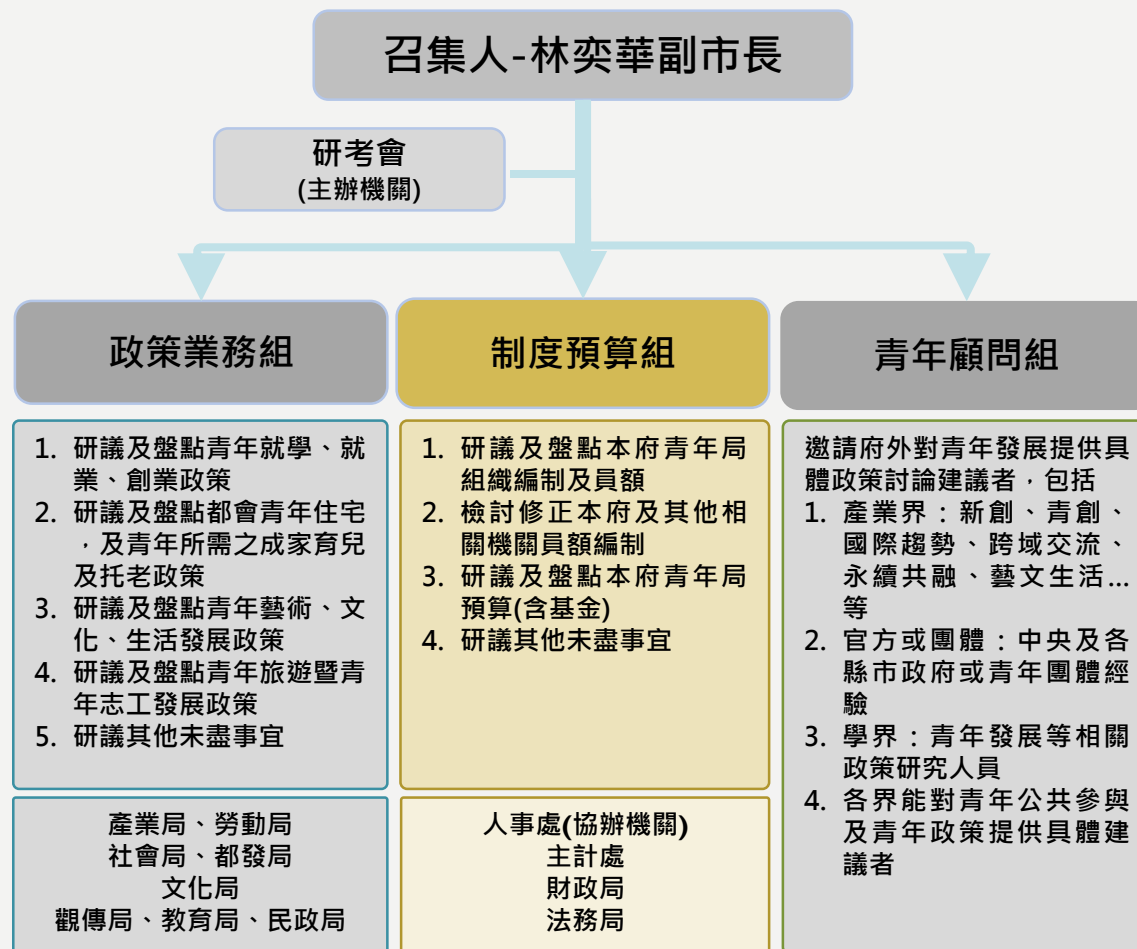 召集人-林奕華副市長
研考會
(主辦機關)
政策業務組
1. 研議及盤點青年就學、就
業、創業政策
2. 研議及盤點都會青年住宅
，及青年所需之成家育兒
及托老政策
3. 研議及盤點青年藝術、文
化、生活發展政策
4. 研議及盤點青年旅遊暨青
年志工發展政策
5. 研議其他未盡事宜
產業局、勞動局
社會局、都發局
文化局
觀傳局、教育局、民政局
制度預算組
1. 研議及盤點本府青年局
組織編制及員額
2. 檢討修正本府及其他相
關機關員額編制
3. 研議及盤點本府青年局
預算(含基金)
4. 研議其他未盡事宜
人事處(協辦機關)
主計處
財政局
法務局
青年顧問組
邀請府外對青年發展提供具
體政策討論建議者，包括
1. 產業界：新創、青創、
國際趨勢、跨域交流、
永續共融、藝文生活...
等
2. 官方或團體：中央及各
縣市政府或青年團體經
驗
3. 學界：青年發展等相關
政策研究人員
4. 各界能對青年公共參與
及青年政策提供具體建
議者